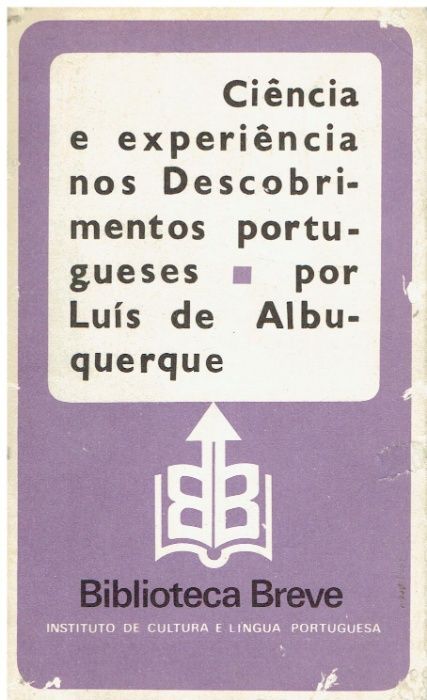 Ciência
e experiência
nos Descobri-
mentos portu-
gueses ■ por
Luís de Albu-
querque
BB
Biblioteca Breve
INSTITUTO DE CULTURA E LÍNGUA PORTUGUESA